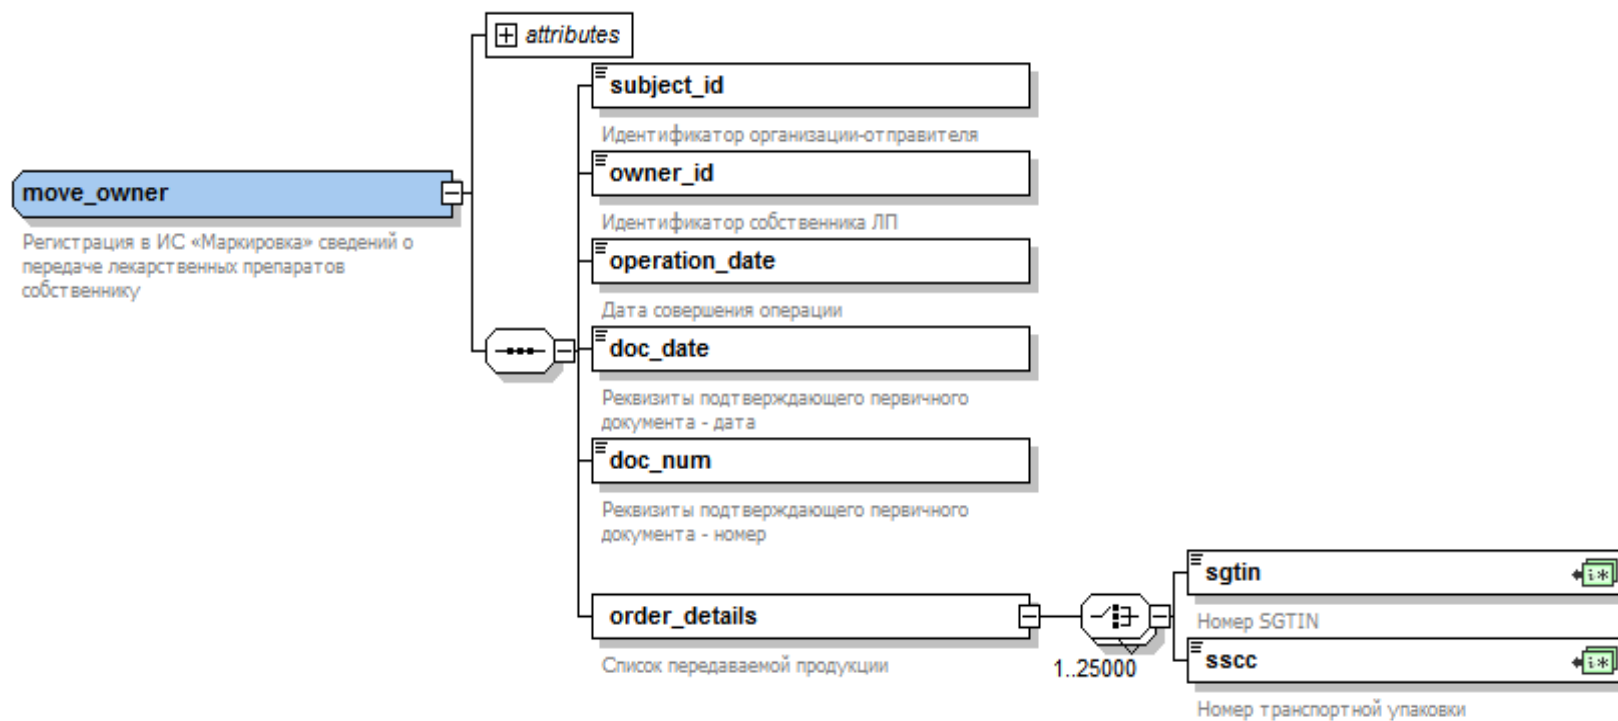 attributes
subject_id
Идентификатор организации-отправителя
owner_id
Идентификатор собственника ЛП
move_owner
Регистрация в ИС «Маркировка» сведений о
передаче лекарственных препаратов
собственнику
operation_date
Дата совершения операции
doc_date
Реквизиты подтверждающего первичного
документа - дата
doc_num
Реквизиты подтверждающего первичного
документа - номер
order_details
Список передаваемой продукции
1..25000
sgtin
Номер SGTIN
sscc
Номер транспортной упаковки